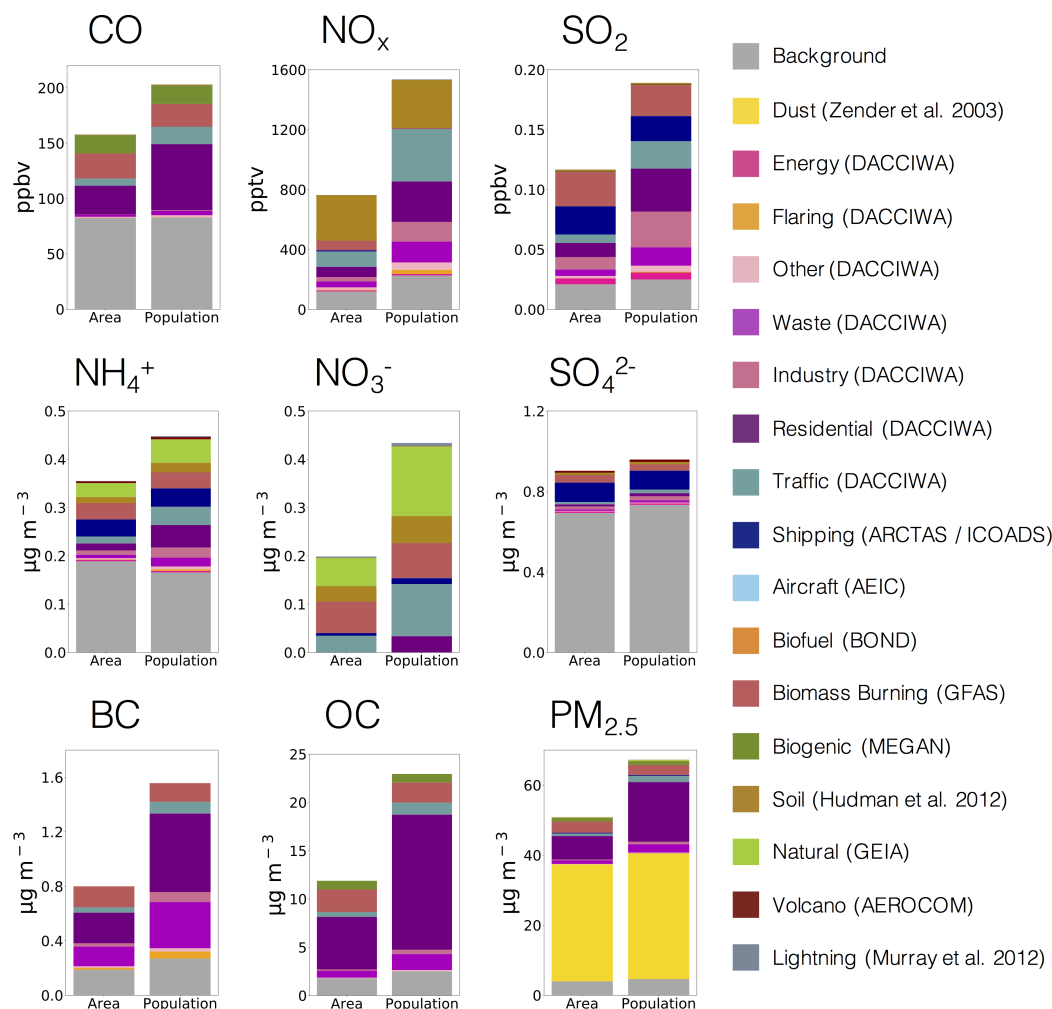 CO
NOₓ
SO₂
200
150
100
50
0
ppbv
Area Population
1600
1200
800
400
0
pptv
Area Population
0.20
0.15
0.10
0.05
0.00
ppbv
Area Population
NH₄⁺
NO₃⁻
SO₄²⁻
0.5
0.4
0.3
0.2
0.1
0.0
µg m⁻³
Area Population
0.5
0.4
0.3
0.2
0.1
0.0
µg m⁻³
Area Population
1.2
0.8
0.4
0.0
µg m⁻³
Area Population
BC
OC
PM₂.₅
1.6
1.2
0.8
0.4
0.0
µg m⁻³
Area Population
25
20
15
10
5
0
µg m⁻³
Area Population
60
40
20
0
µg m⁻³
Area Population
Background
Dust (Zender et al. 2003)
Energy (DACCIWA)
Flaring (DACCIWA)
Other (DACCIWA)
Waste (DACCIWA)
Industry (DACCIWA)
Residential (DACCIWA)
Traffic (DACCIWA)
Shipping (ARCTAS / ICOADS)
Aircraft (AEIC)
Biofuel (BOND)
Biomass Burning (GFAS)
Biogenic (MEGAN)
Soil (Hudman et al. 2012)
Natural (GEIA)
Volcano (AEROCOM)
Lightning (Murray et al. 2012)